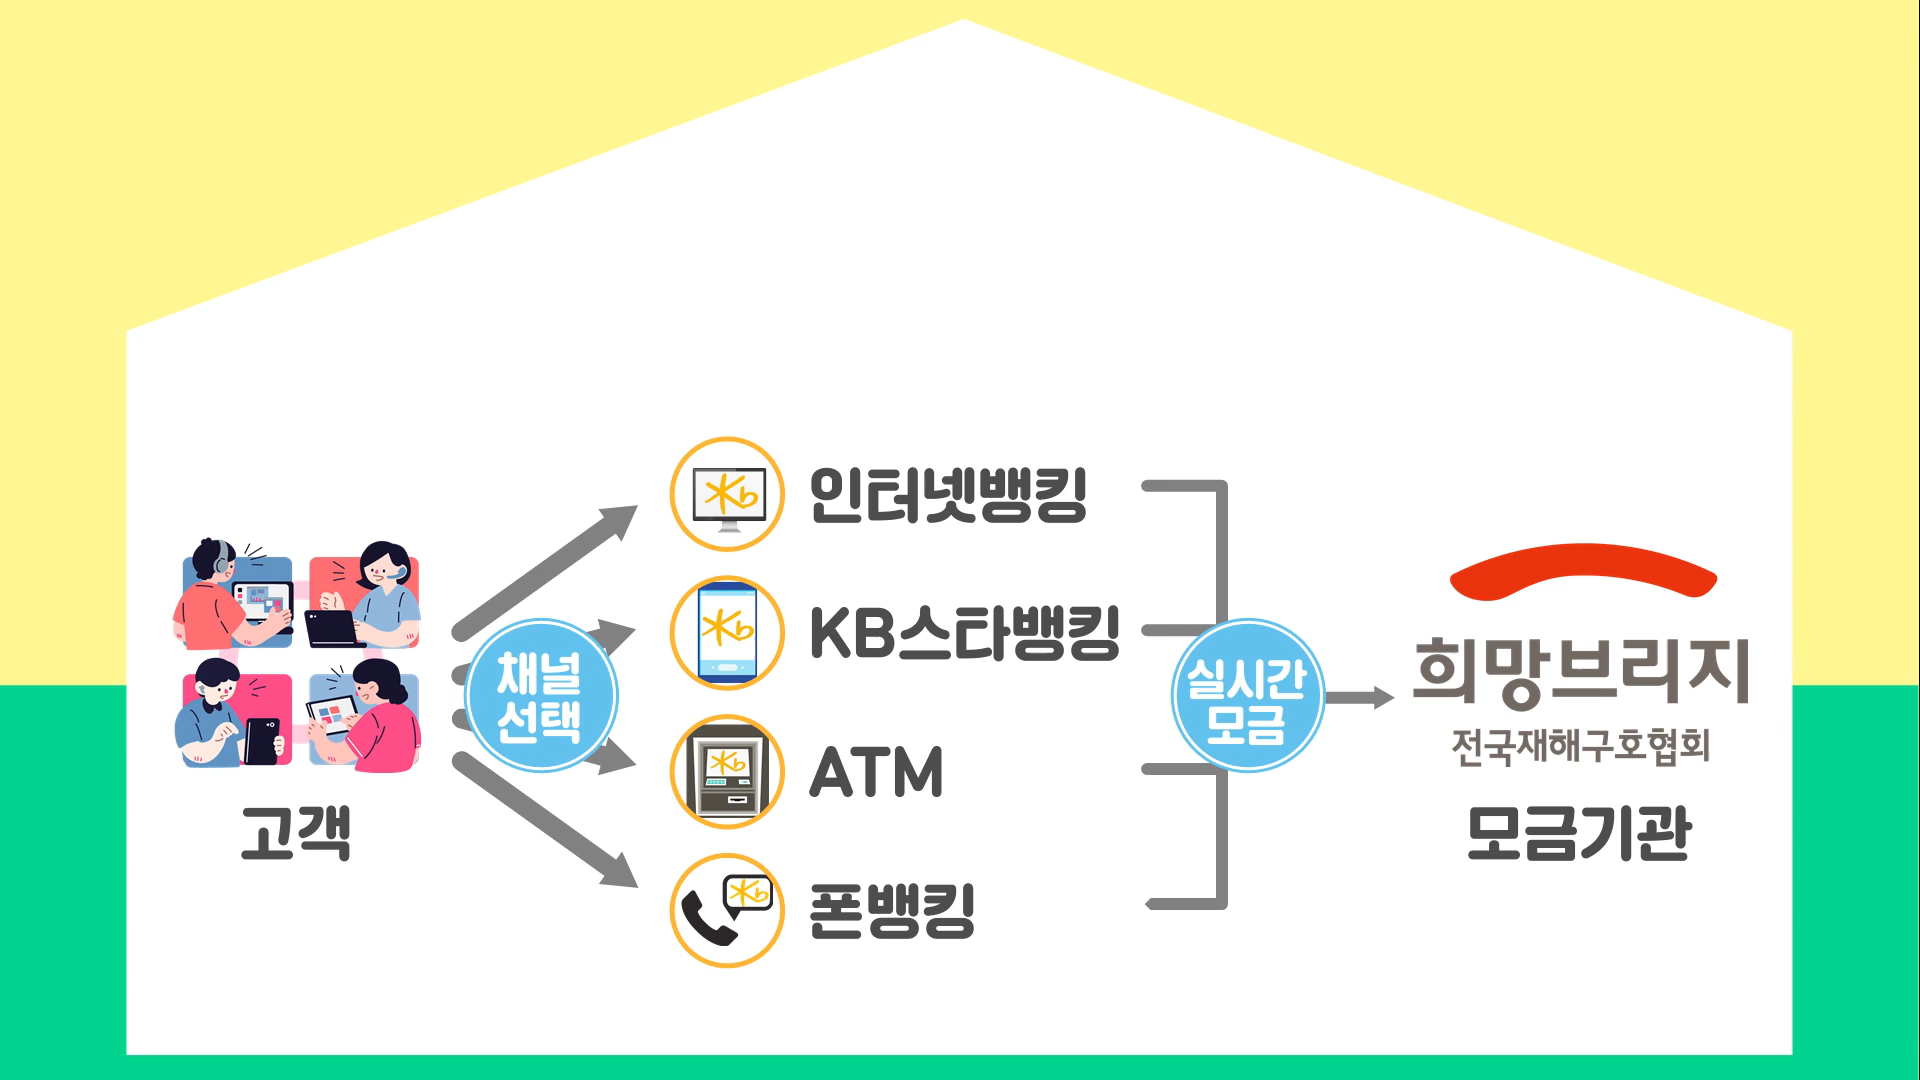 고객
채널
선택
인터넷뱅킹
KB스타뱅킹
ATM
폰뱅킹
실시간
모금
희망브리지
전국재해구호협회
모금기관